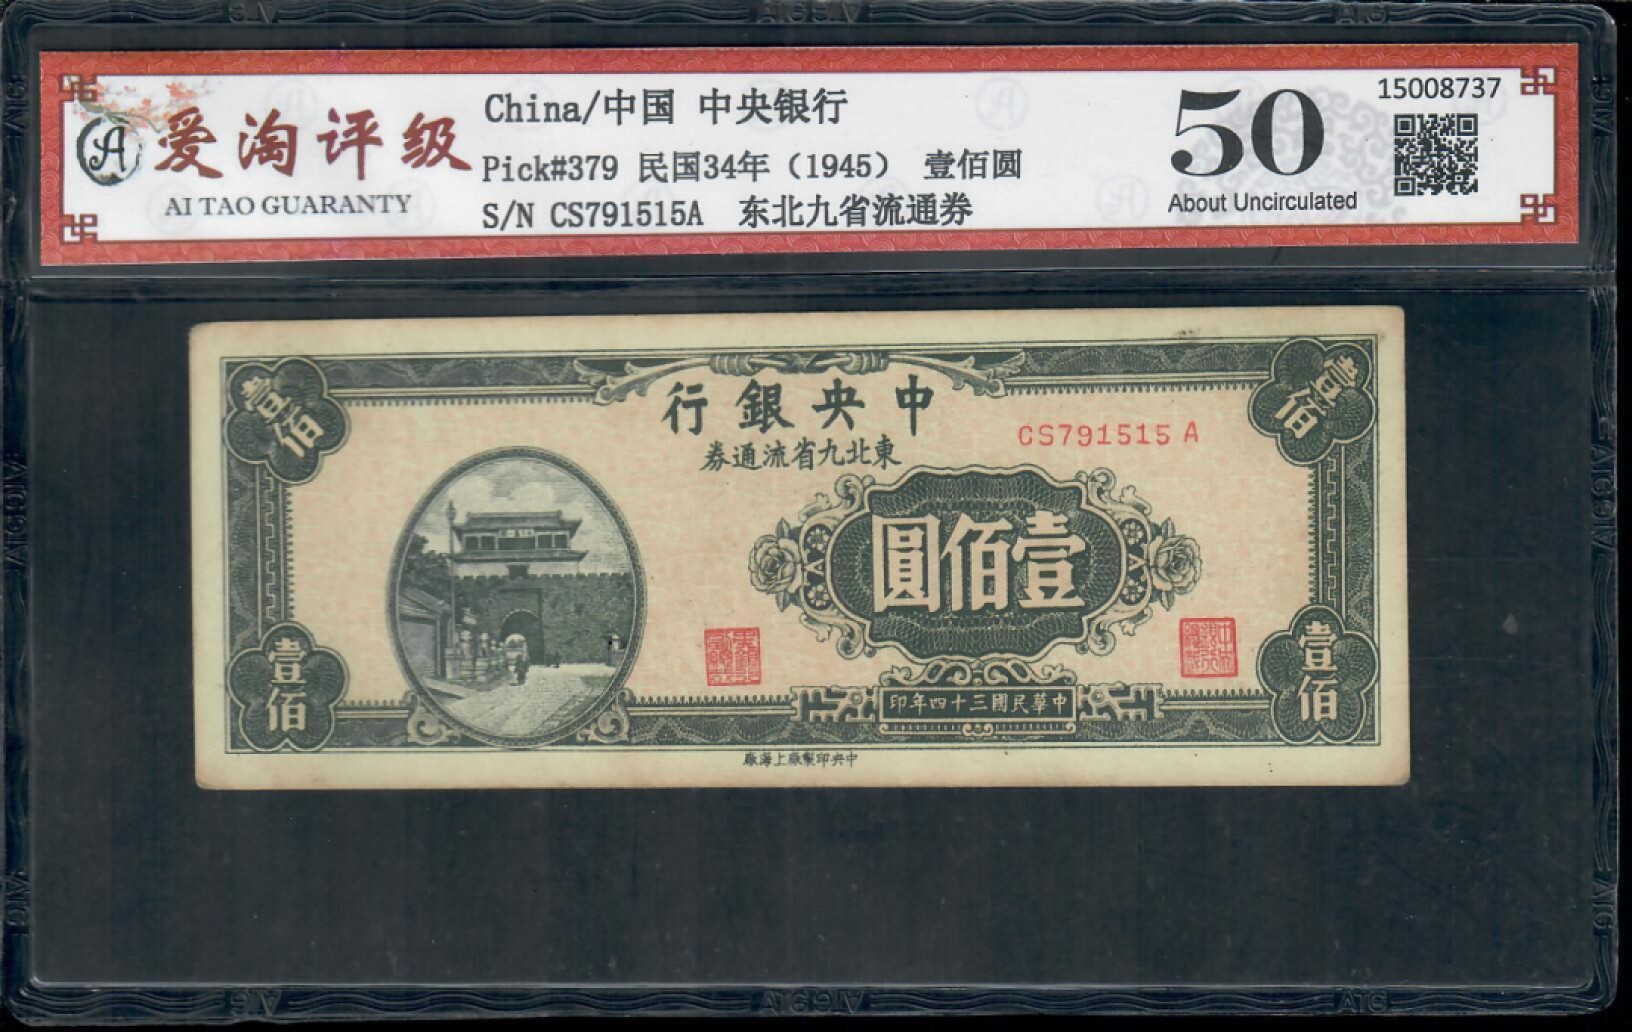 China/中国 中央银行
爱淘评级
AI TAO GUARANTY
Pick#379 民国34年（1945） 壹佰圆
S/N CS791515A 东北九省流通券
50
About Uncirculated
15008737
壹佰
行銀央中
券通流省九北東
CS791515 A
壹佰
圓佰壹
印年四十三國民華中
壹佰
壹佰
廠海上廠製印央中